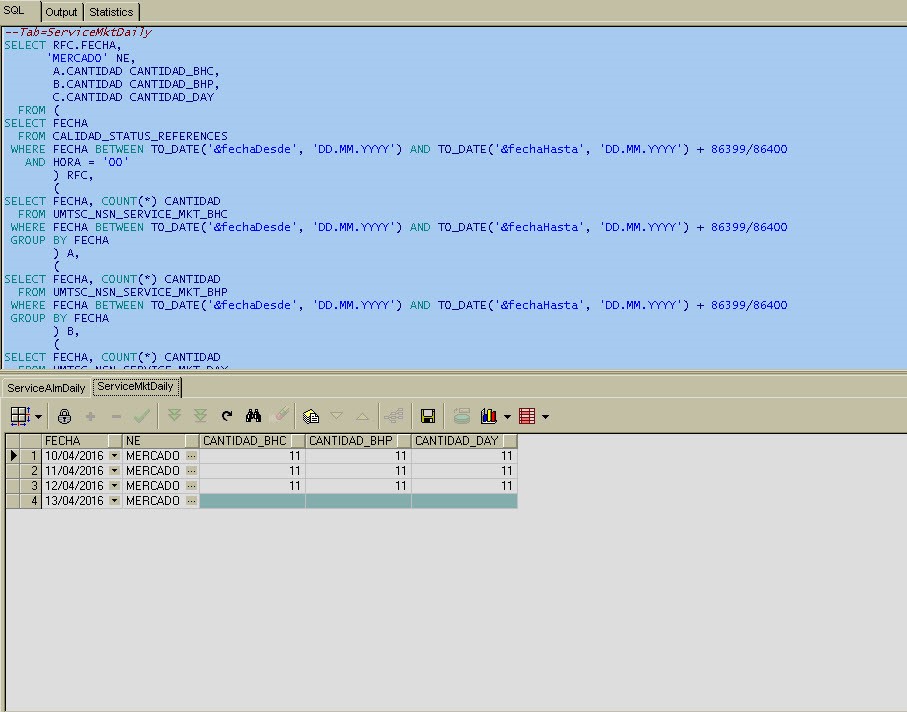 SQL Output Statistics
--Tab=ServiceMktDaily
SELECT RFC.FECHA,
'MERCADO' NE,
A.CANTIDAD CANTIDAD_BHC,
B.CANTIDAD CANTIDAD_BHP,
C.CANTIDAD CANTIDAD_DAY
FROM (
SELECT FECHA
FROM CALIDAD_STATUS_REFERENCES
WHERE FECHA BETWEEN TO_DATE('&fechaDesde', 'DD.MM.YYYY') AND TO_DATE('&fechaHasta', 'DD.MM.YYYY') + 86399/86400
AND HORA = '00'
) RFC,
(
SELECT FECHA, COUNT(*) CANTIDAD
FROM UMTSC_NSN_SERVICE_MKT_BHC
WHERE FECHA BETWEEN TO_DATE('&fechaDesde', 'DD.MM.YYYY') AND TO_DATE('&fechaHasta', 'DD.MM.YYYY') + 86399/86400
GROUP BY FECHA
) A,
(
SELECT FECHA, COUNT(*) CANTIDAD
FROM UMTSC_NSN_SERVICE_MKT_BHP
WHERE FECHA BETWEEN TO_DATE('&fechaDesde', 'DD.MM.YYYY') AND TO_DATE('&fechaHasta', 'DD.MM.YYYY') + 86399/86400
GROUP BY FECHA
) B,
(
SELECT FECHA, COUNT(*) CANTIDAD
FROM UMTSC_NSN_SERVICE_MKT_DAY
ServiceAlmDaily ServiceMktDaily
FECHA NE CANTIDAD_BHC CANTIDAD_BHP CANTIDAD_DAY
1 10/04/2016 MERCADO ... 11 11 11
2 11/04/2016 MERCADO ... 11 11 11
3 12/04/2016 MERCADO ... 11 11 11
4 13/04/2016 MERCADO ...